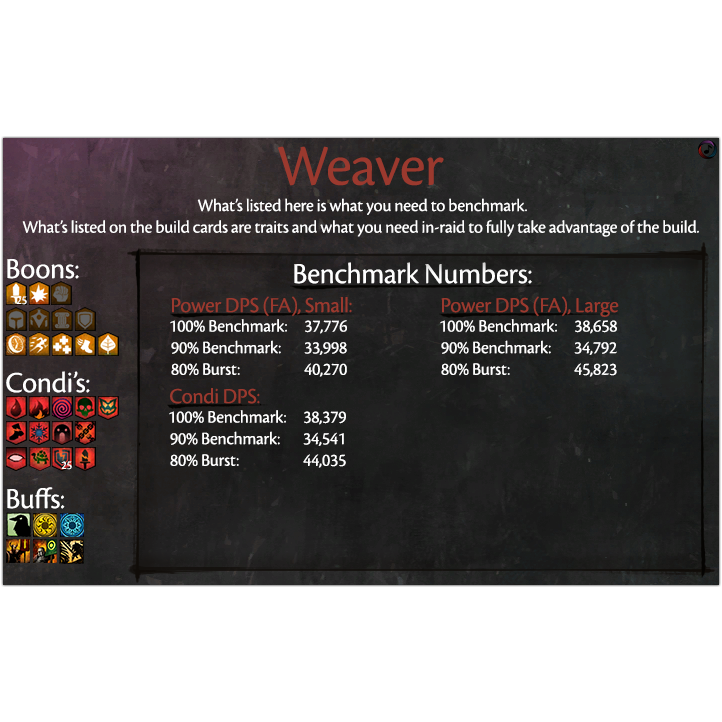 Weaver
What's listed here is what you need to benchmark.
What's listed on the build cards are traits and what you need in-raid to fully take advantage of the build.
Boons:
25
Condi's:
25
Buffs:
Benchmark Numbers:
Power DPS (FA), Small:
100% Benchmark: 37,776
90% Benchmark: 33,998
80% Burst: 40,270
Power DPS (FA), Large
100% Benchmark: 38,658
90% Benchmark: 34,792
80% Burst: 45,823
Condi DPS:
100% Benchmark: 38,379
90% Benchmark: 34,541
80% Burst: 44,035